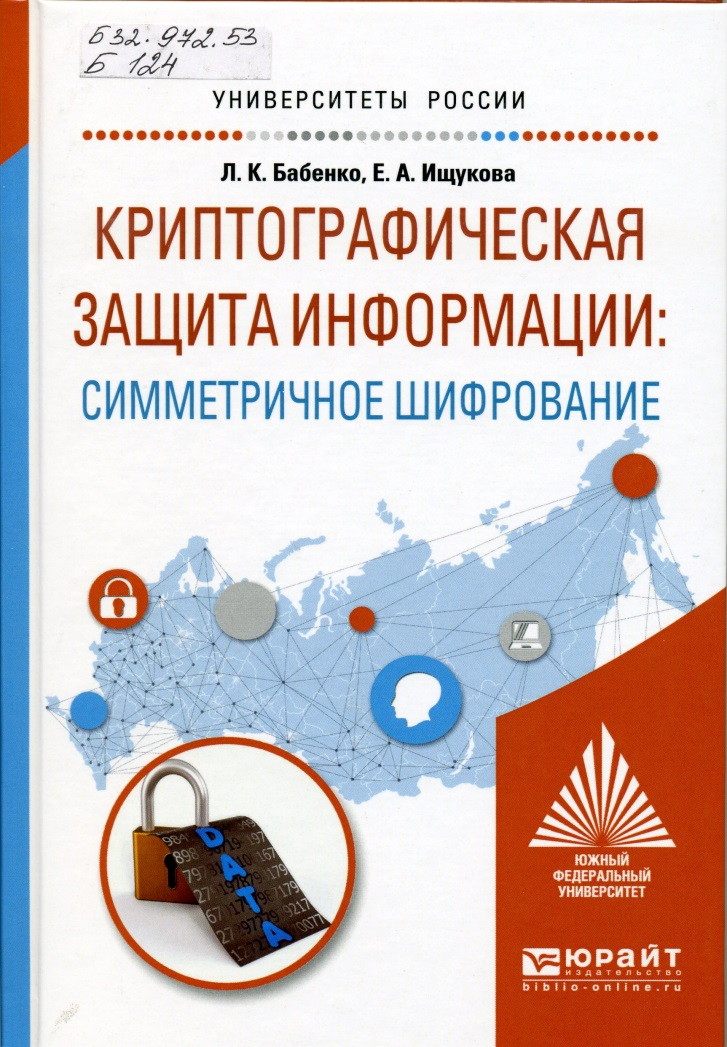 Б 32. 972.53
Б 124
УНИВЕРСИТЕТЫ РОССИИ
Л. К. Бабенко, Е. А. Ищукова
КРИПТОГРАФИЧЕСКАЯ
ЗАЩИТА ИНФОРМАЦИИ:
СИММЕТРИЧНОЕ ШИФРОВАНИЕ
DATA
ЮЖНЫЙ
ФЕДЕРАЛЬНЫЙ
УНИВЕРСИТЕТ
юрайт
издательство
biblio-online.ru